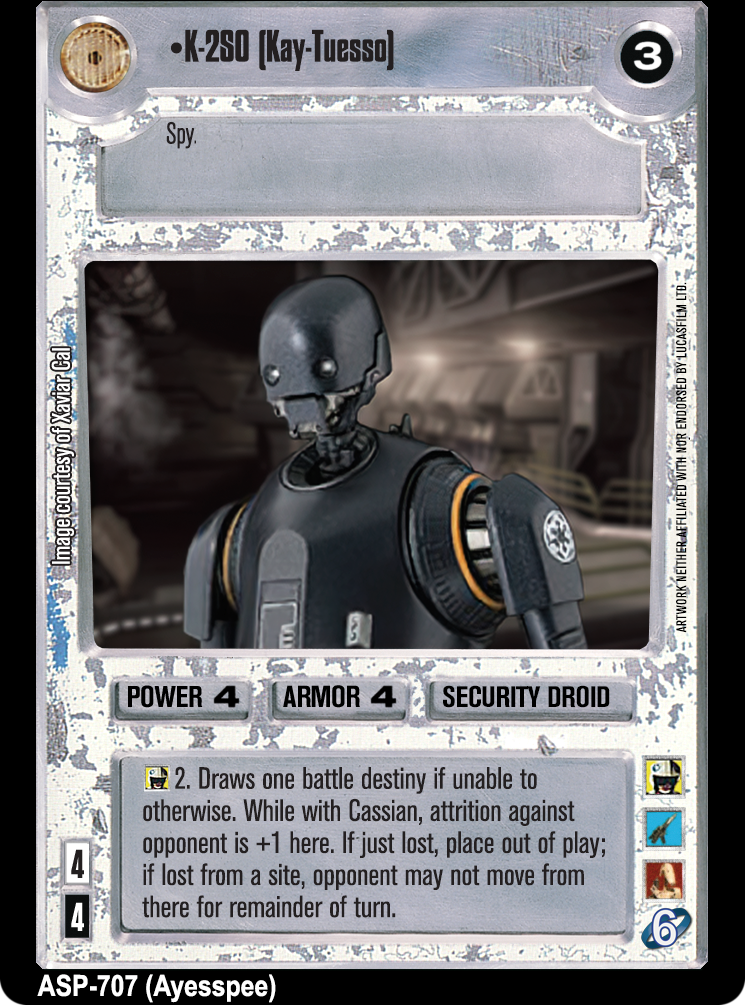 •K-2SO (Kay-Tuesso)
3
Spy.
Image courtesy of Xaviar Cal
ARTWORK NEITHER AFFILIATED WITH NOR ENDORSED BY LUCASFILM LTD.
POWER 4
ARMOR 4
SECURITY DROID
2. Draws one battle destiny if unable to
otherwise. While with Cassian, attrition against
opponent is +1 here. If just lost, place out of play;
if lost from a site, opponent may not move from
there for remainder of turn.
4
4
6
ASP-707 (Ayesspee)